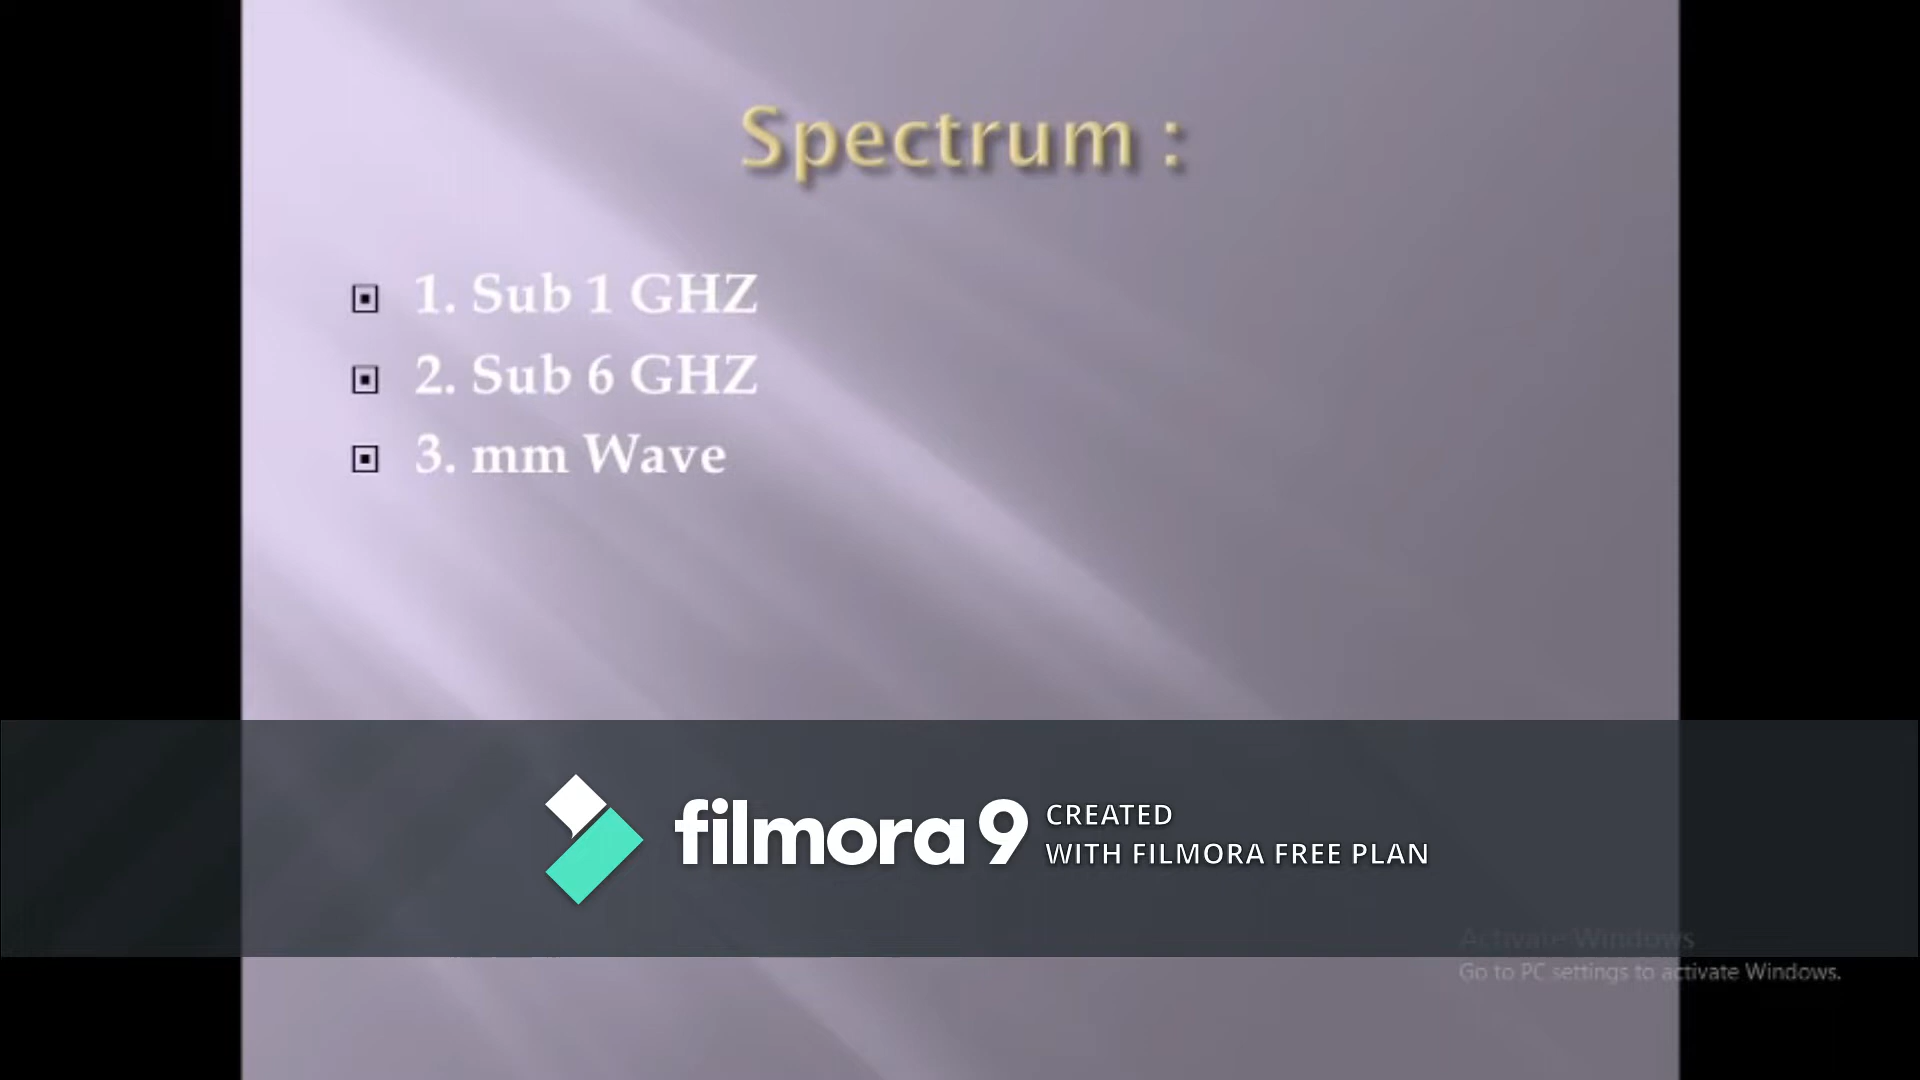 Spectrum :
1. Sub 1 GHZ
2. Sub 6 GHZ
3. mm Wave
filmora 9
CREATED
WITH FILMORA FREE PLAN
Activate Windows
Go to PC settings to activate Windows.